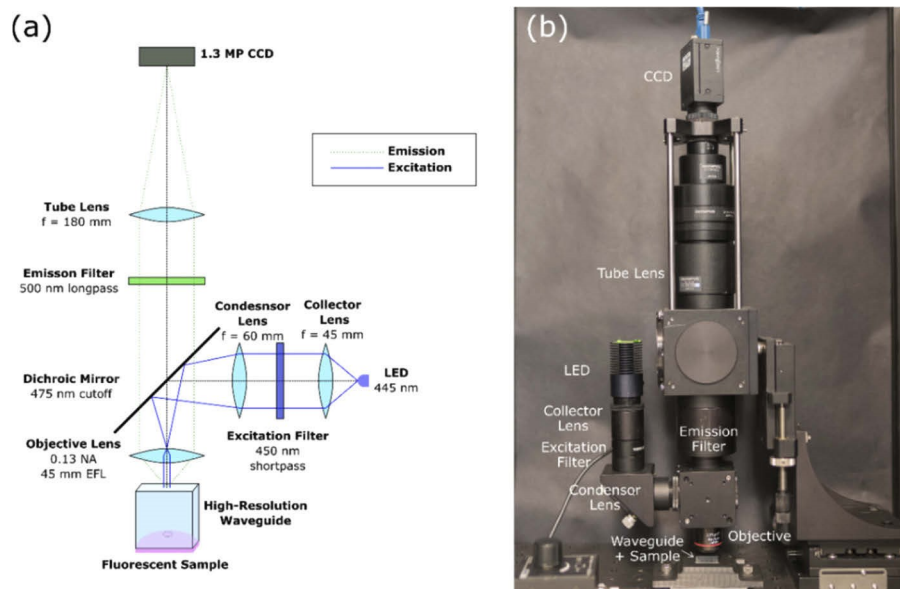 (a)
1.3 MP CCD
Emission
Excitation
Tube Lens
f = 180 mm
Emisson Filter
500 nm longpass
Condesnsor
Lens
f = 60 mm
Collector
Lens
f = 45 mm
Dichroic Mirror
475 nm cutoff
LED
445 nm
Objective Lens
0.13 NA
45 mm EFL
Excitation Filter
450 nm
shortpass
High-Resolution
Waveguide
Fluorescent Sample
(b)
CCD
Tube Lens
LED
Collector
Lens
Excitation
Filter
Emission
Filter
Condensor
Lens
Objective
Waveguide
+ Sample